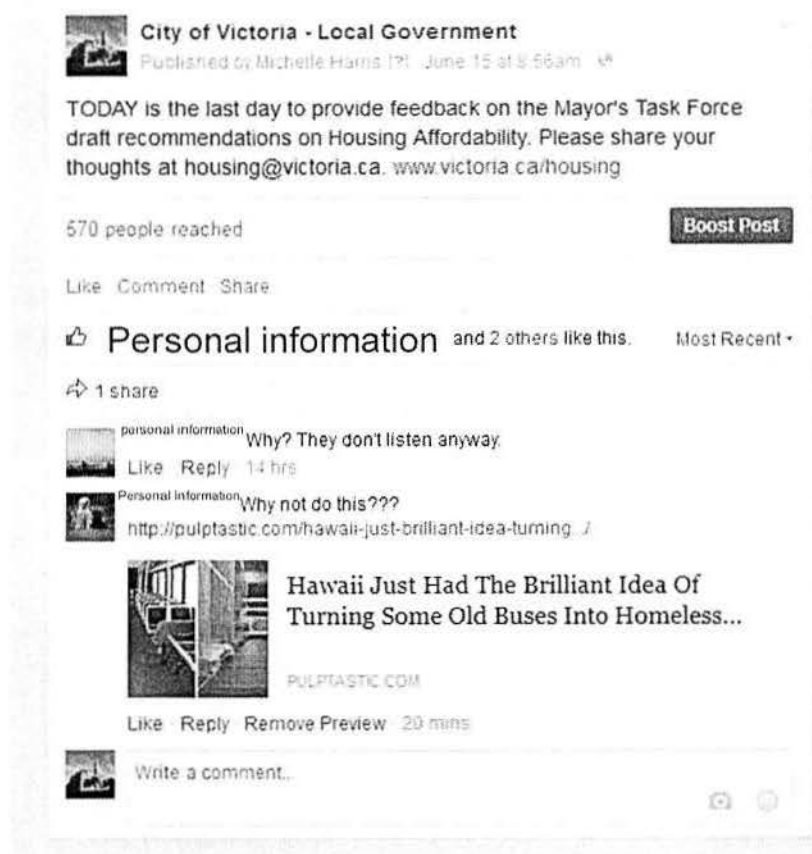 City of Victoria - Local Government
Published by Michelle Harris [?] June 15 at 8:56am
TODAY is the last day to provide feedback on the Mayor's Task Force
draft recommendations on Housing Affordability. Please share your
thoughts at housing@victoria.ca. www.victoria.ca/housing
570 people reached
Boost Post
Like Comment Share
Personal information and 2 others like this. Most Recent
1 share
personal information Why? They don't listen anyway.
Like Reply 14 hrs
Personal Information Why not do this???
http://pulptastic.com/hawaii-just-brilliant-idea-turning.../
Hawaii Just Had The Brilliant Idea Of
Turning Some Old Buses Into Homeless...
PULPTASTIC.COM
Like Reply Remove Preview 20 mins
Write a comment...